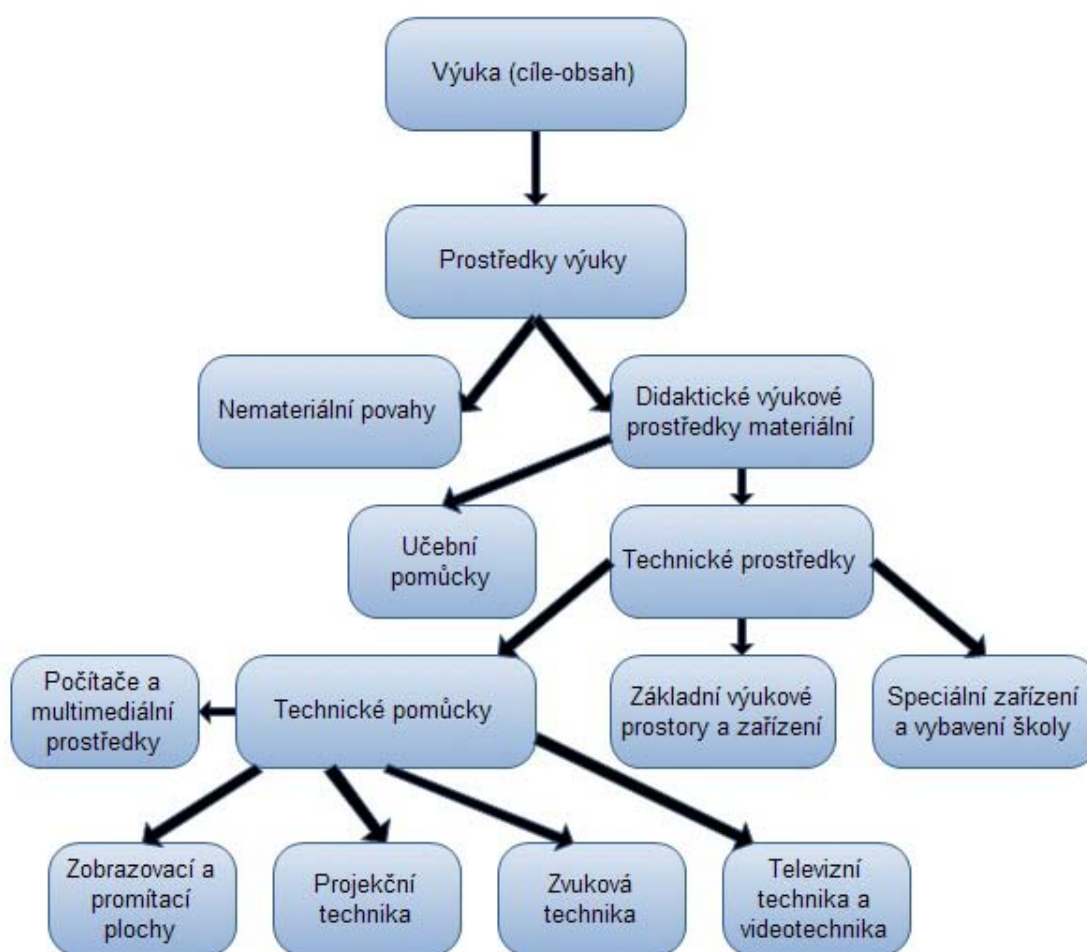 Výuka (cíle-obsah)
Prostředky výuky
Nemateriální povahy
Didaktické výukové
prostředky materiální
Učební
pomůcky
Technické prostředky
Počítače a
multimediální
prostředky
Technické pomůcky
Základní výukové
prostory a zařízení
Speciální zařízení
a vybavení školy
Zobrazovací a
promítací
plochy
Projekční
technika
Zvuková
technika
Televizní
technika a
videotechnika